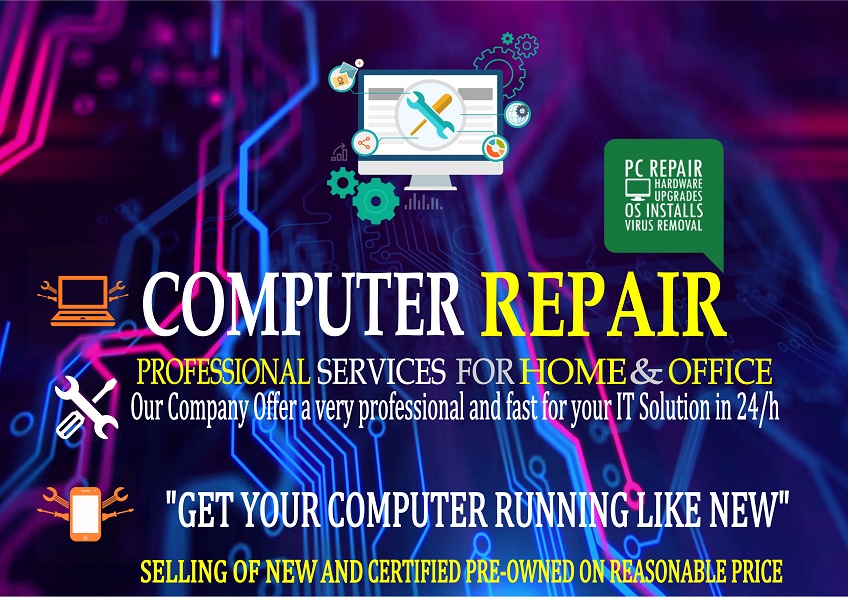 PC REPAIR
HARDWARE
UPGRADES
OS INSTALLS
VIRUS REMOVAL
COMPUTER REPAIR
PROFESSIONAL SERVICES FOR HOME & OFFICE
Our Company Offer a very professional and fast for your IT Solution in 24/h
"GET YOUR COMPUTER RUNNING LIKE NEW"
SELLING OF NEW AND CERTIFIED PRE-OWNED ON REASONABLE PRICE